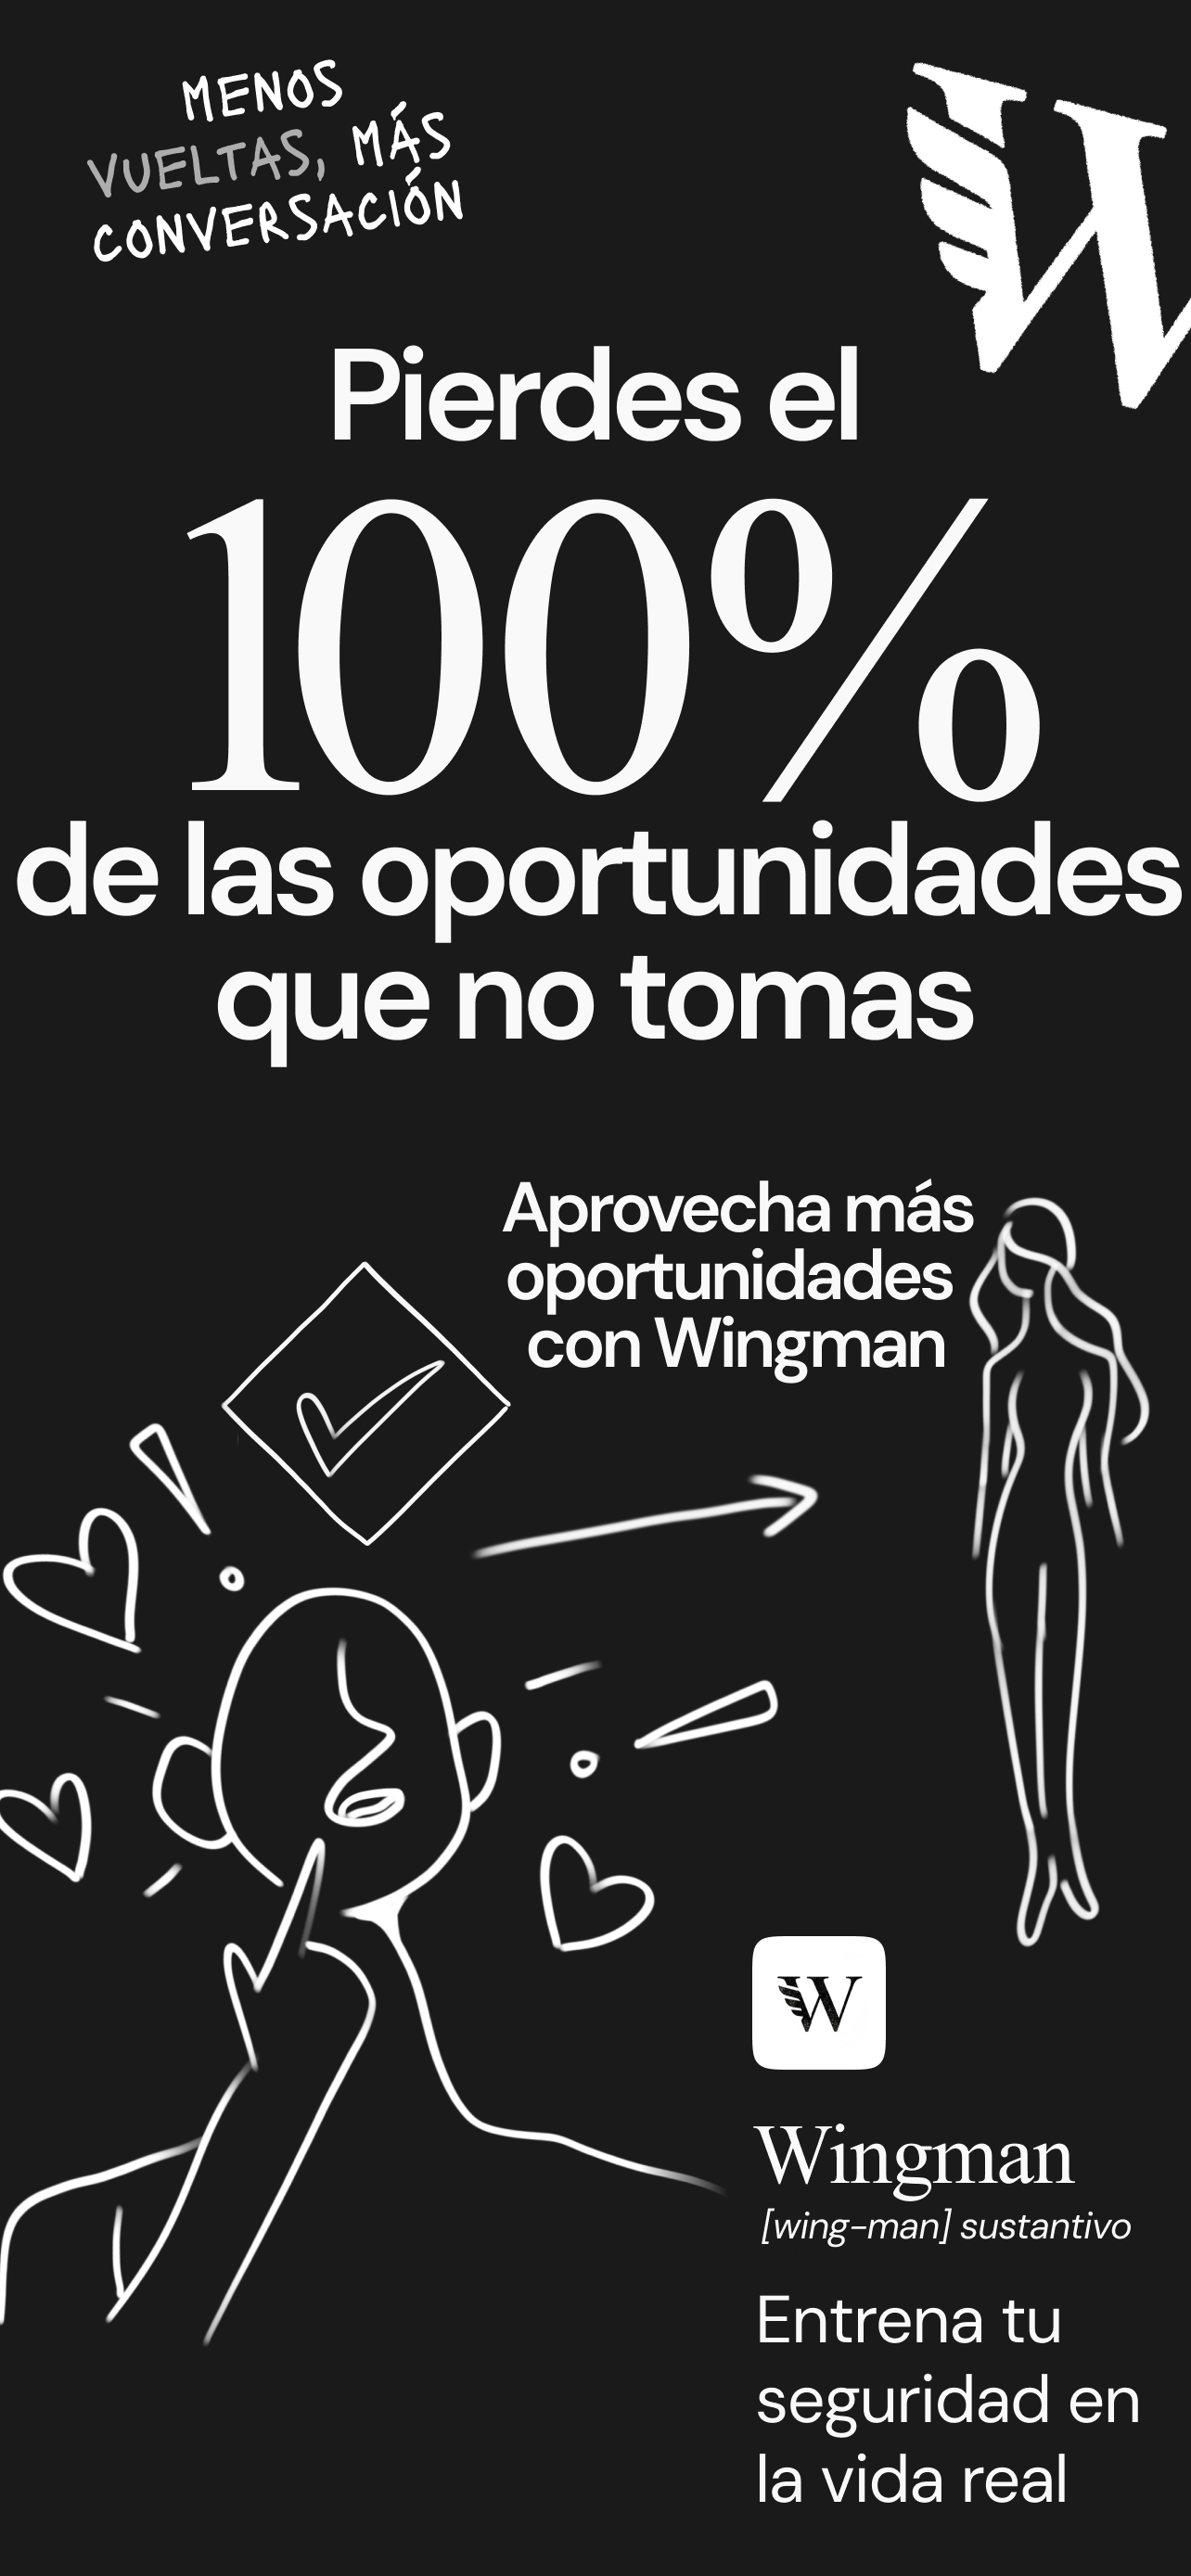 MENOS
VUELTAS, MÁS
CONVERSACIÓN
W
Pierdes el
100%
de las oportunidades
que no tomas
Aprovecha más
oportunidades
con Wingman
W
Wingman
[wing-man] sustantivo
Entrena tu
seguridad en
la vida real